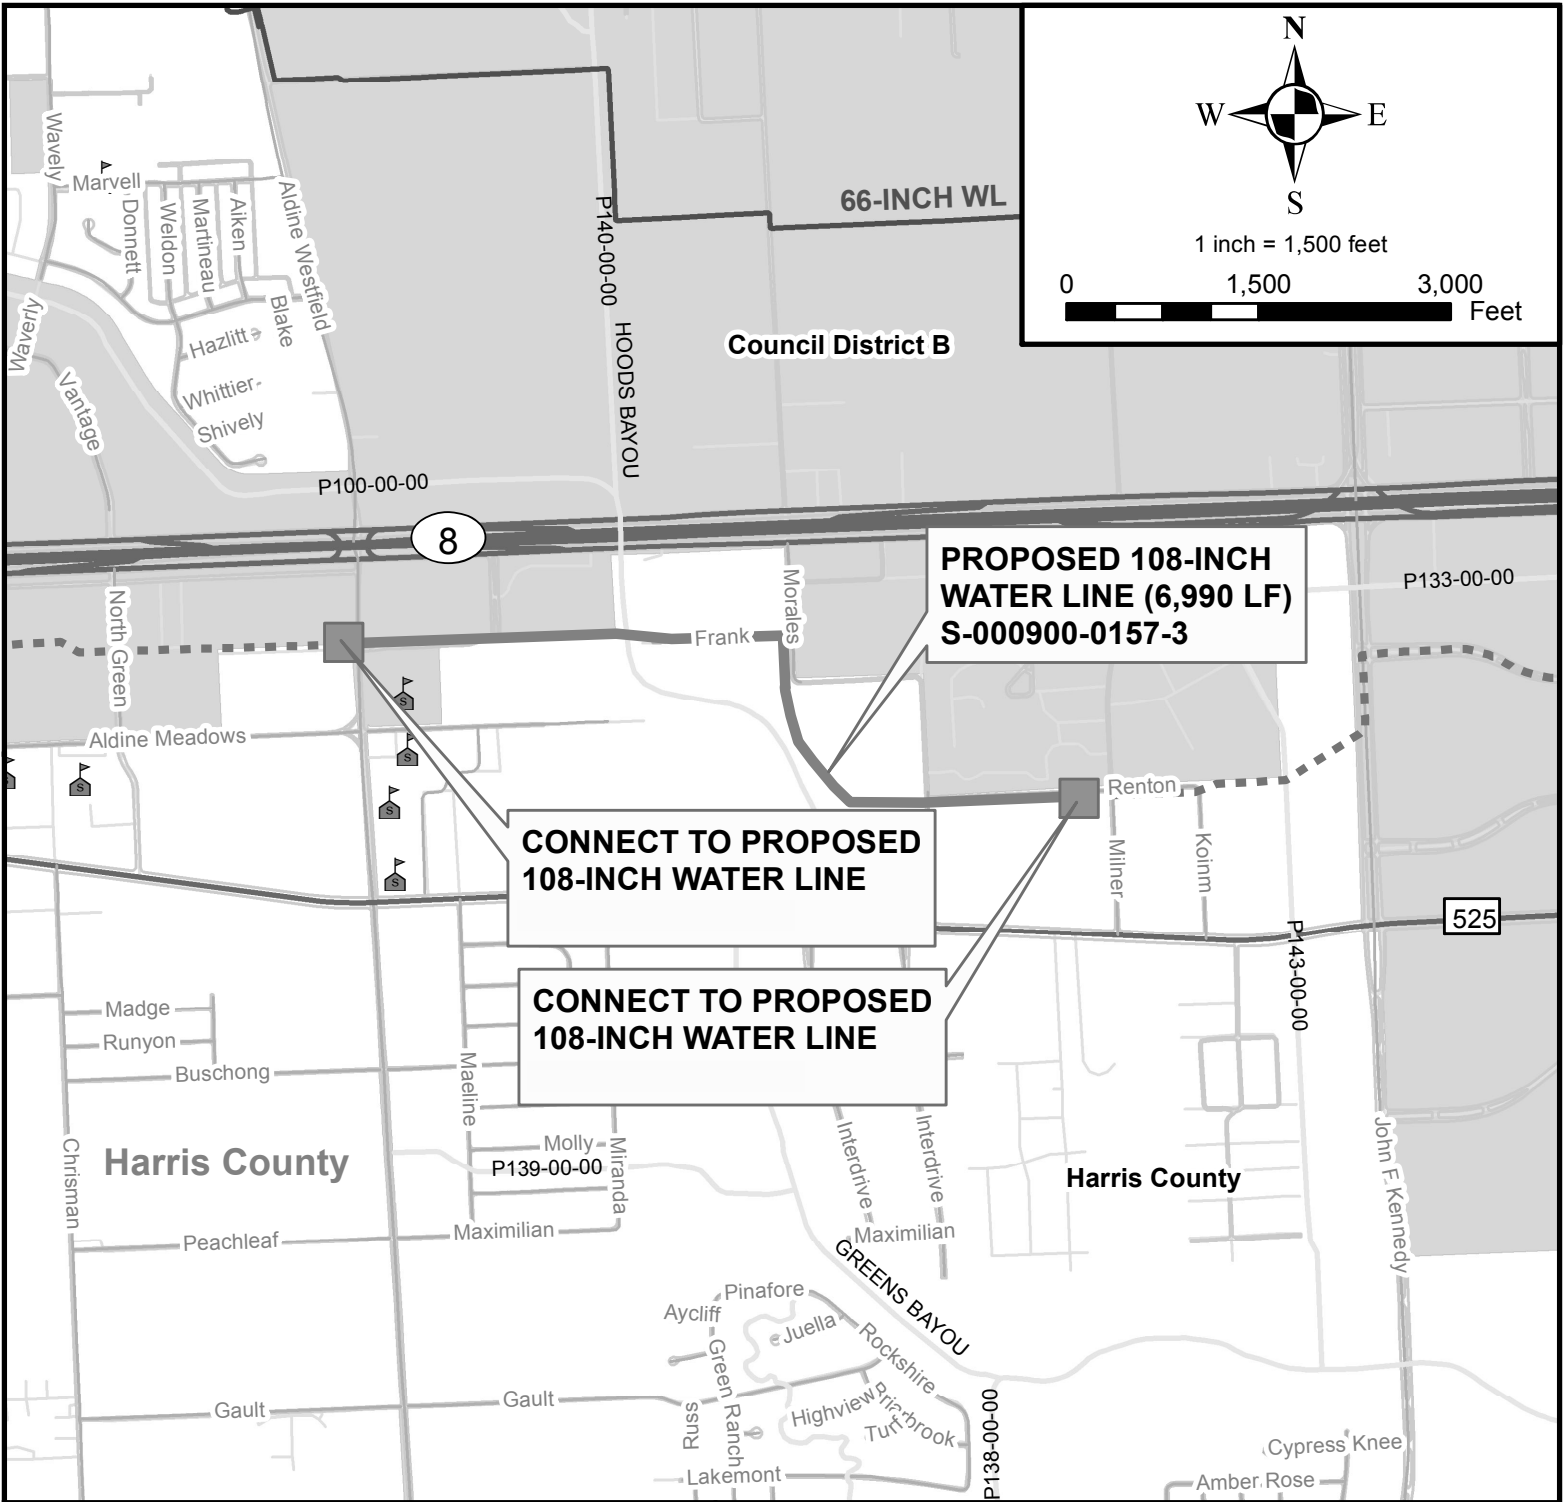 N
W E
S
1 inch = 1,500 feet
0 1,500 3,000
Feet
Wavely
Marvell
Donnett
Weldon
Martineau
Aiken
Aldine Westfield
Blake
Hazlitt
Whittier
Shively
Waverly
Vantage
P140-00-00
HOODS BAYOU
66-INCH WL
Council District B
P100-00-00
8
PROPOSED 108-INCH
WATER LINE (6,990 LF)
S-000900-0157-3
P133-00-00
North Green
Frank
Morales
Aldine Meadows
S
S
S
S
S
S
Renton
Milner
Koinm
CONNECT TO PROPOSED
108-INCH WATER LINE
525
P143-00-00
CONNECT TO PROPOSED
108-INCH WATER LINE
Madge
Runyon
Buschong
Maeline
Chrisman
Harris County
Molly
P139-00-00
Miranda
Interdrive
Interdrive
Harris County
John F Kennedy
Peachleaf
Maximilian
Maximilian
GREENS BAYOU
Pinafore
Aycliff
Juella
Rockshire
Green Ranch
Gault
Gault
Russ
Highview
Briarbrook
Turf
P138-00-00
Lakemont
Cypress Knee
Amber Rose